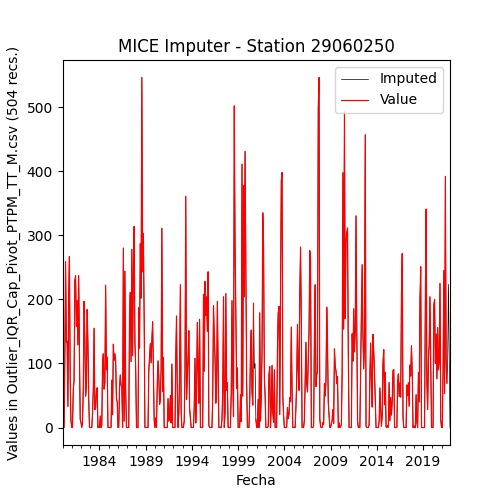 MICE Imputer - Station 29060250
Values in Outlier_IQR_Cap_Pivot_PTPM_TT_M.csv (504 recs.)
Imputed
Value
500
400
300
200
100
0
1984 1989 1994 1999 2004 2009 2014 2019
Fecha